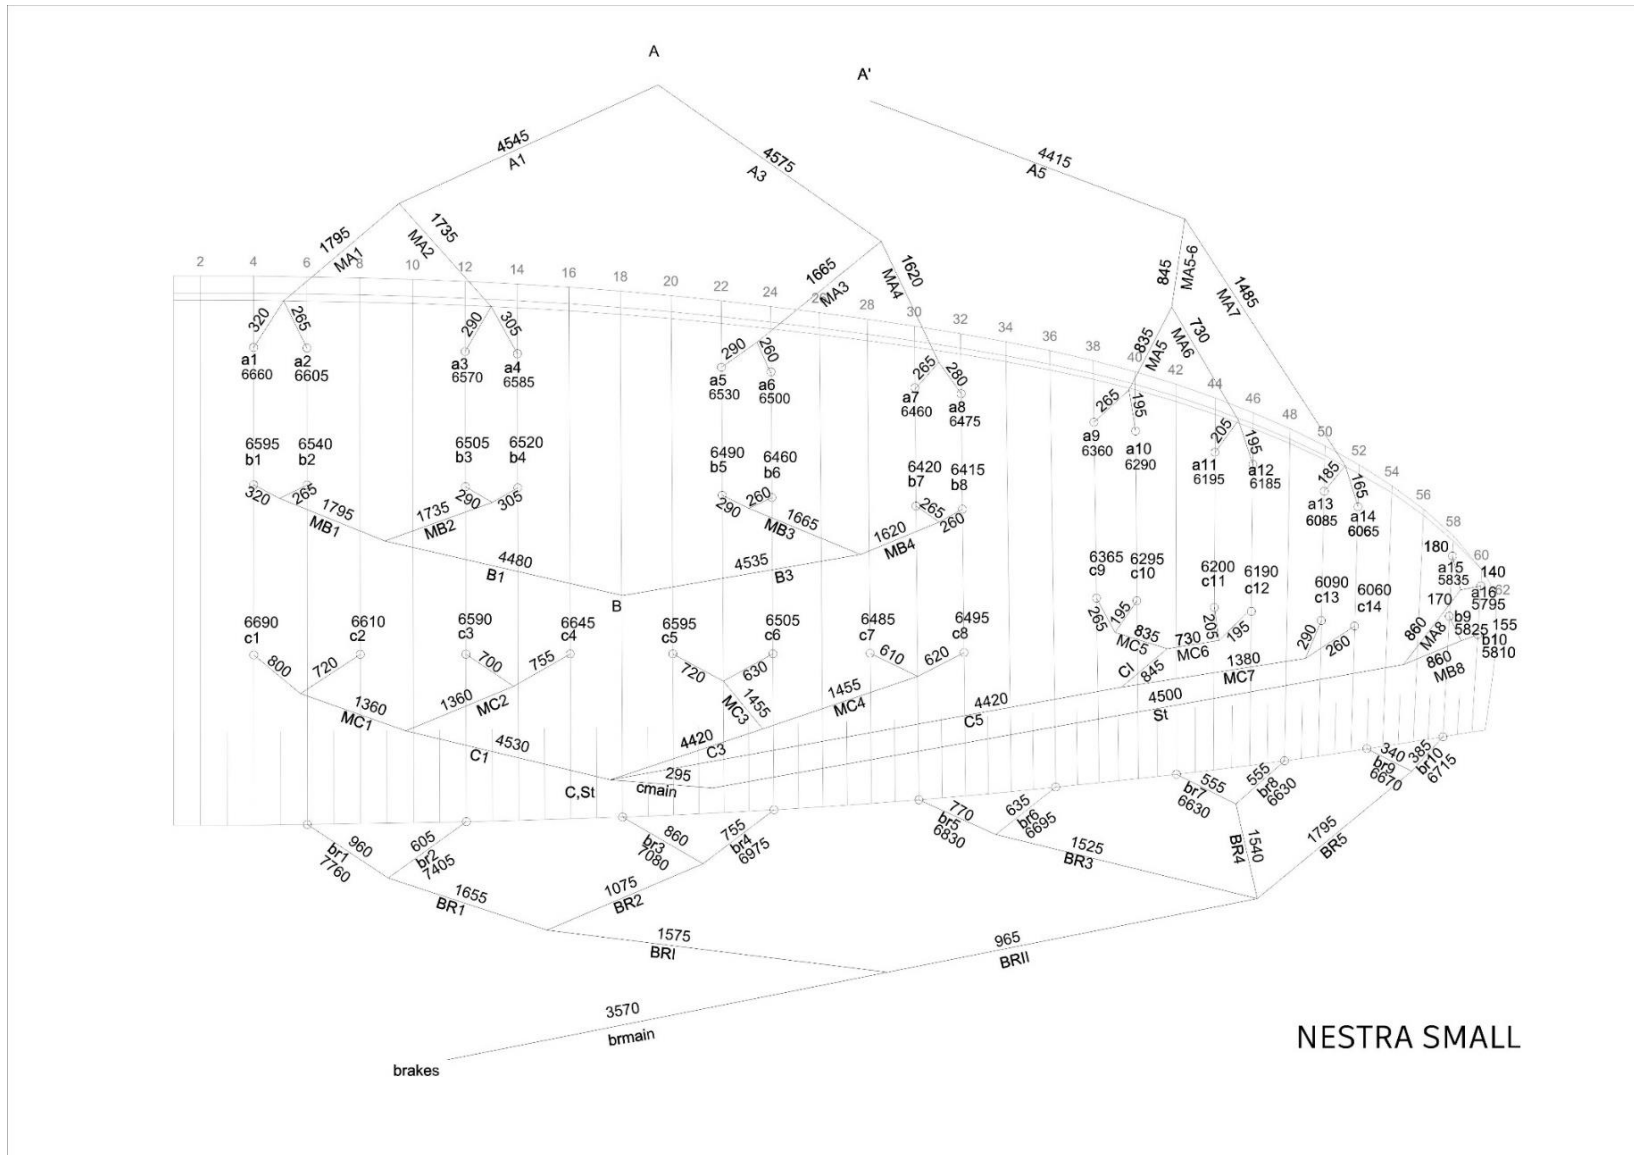 A
A'
4545
A1
4575
A3
4415
A5
1795
MA1
1735
MA2
1665
MA3
1620
MA4
845
MA5-6
1485
MA7
835
MA5
730
MA6
2
4
6
8
10
12
14
16
18
20
22
24
26
28
30
32
34
36
38
40
42
44
46
48
50
52
54
56
58
60
62
320
265
290
305
290
260
265
280
265
195
205
195
185
165
180
140
a1
6660
a2
6605
a3
6570
a4
6585
a5
6530
a6
6500
a7
6460
a8
6475
a9
6360
a10
6290
a11
6195
a12
6185
a13
6085
a14
6065
a15
5835
a16
5795
6595
b1
6540
b2
6505
b3
6520
b4
6490
b5
6460
b6
6420
b7
6415
b8
170
b9
5825
155
b10
5810
320
265
1795
MB1
1735
MB2
290
305
290
260
1665
MB3
1620
MB4
265
260
860
MA8
860
MB8
4480
B1
4535
B3
B
6690
c1
6610
c2
6590
c3
6645
c4
6595
c5
6505
c6
6485
c7
6495
c8
6365
c9
6295
c10
6200
c11
6190
c12
6090
c13
6060
c14
800
720
700
755
720
630
610
620
265
195
205
195
290
260
1360
MC1
1360
MC2
1455
MC3
1455
MC4
835
MC5
730
MC6
CI
845
1380
MC7
4530
C1
4420
C3
4420
C5
4500
St
295
cmain
C,St
960
br1
7760
605
br2
7405
860
br3
7080
755
br4
6975
770
br5
6830
635
br6
6695
555
br7
6630
555
br8
6630
340
br9
6670
385
br10
6715
1655
BR1
1075
BR2
1525
BR3
1540
BR4
1795
BR5
1575
BRI
965
BRII
3570
brmain
brakes
NESTRA SMALL